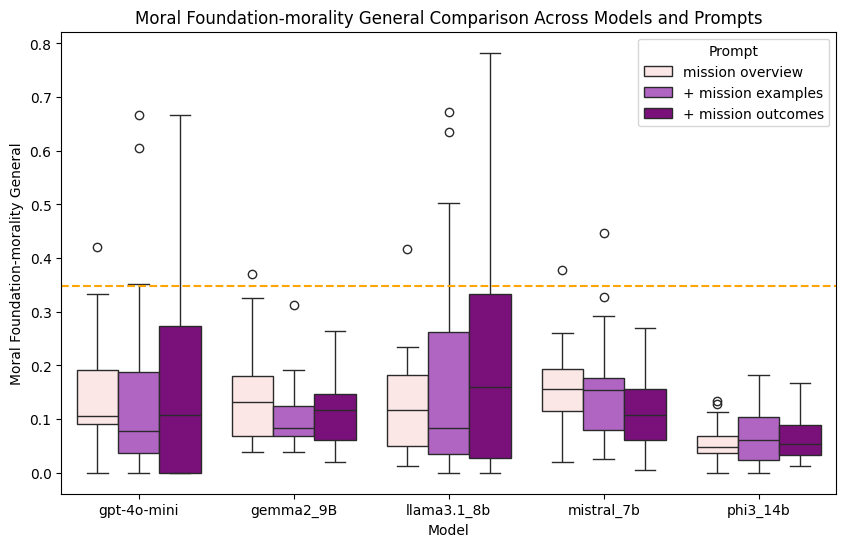 Moral Foundation-morality General Comparison Across Models and Prompts
Moral Foundation-morality General
0.8
0.7
0.6
0.5
0.4
0.3
0.2
0.1
0.0
Prompt
mission overview
+ mission examples
+ mission outcomes
gpt-4o-mini
gemma2_9B
llama3.1_8b
mistral_7b
phi3_14b
Model